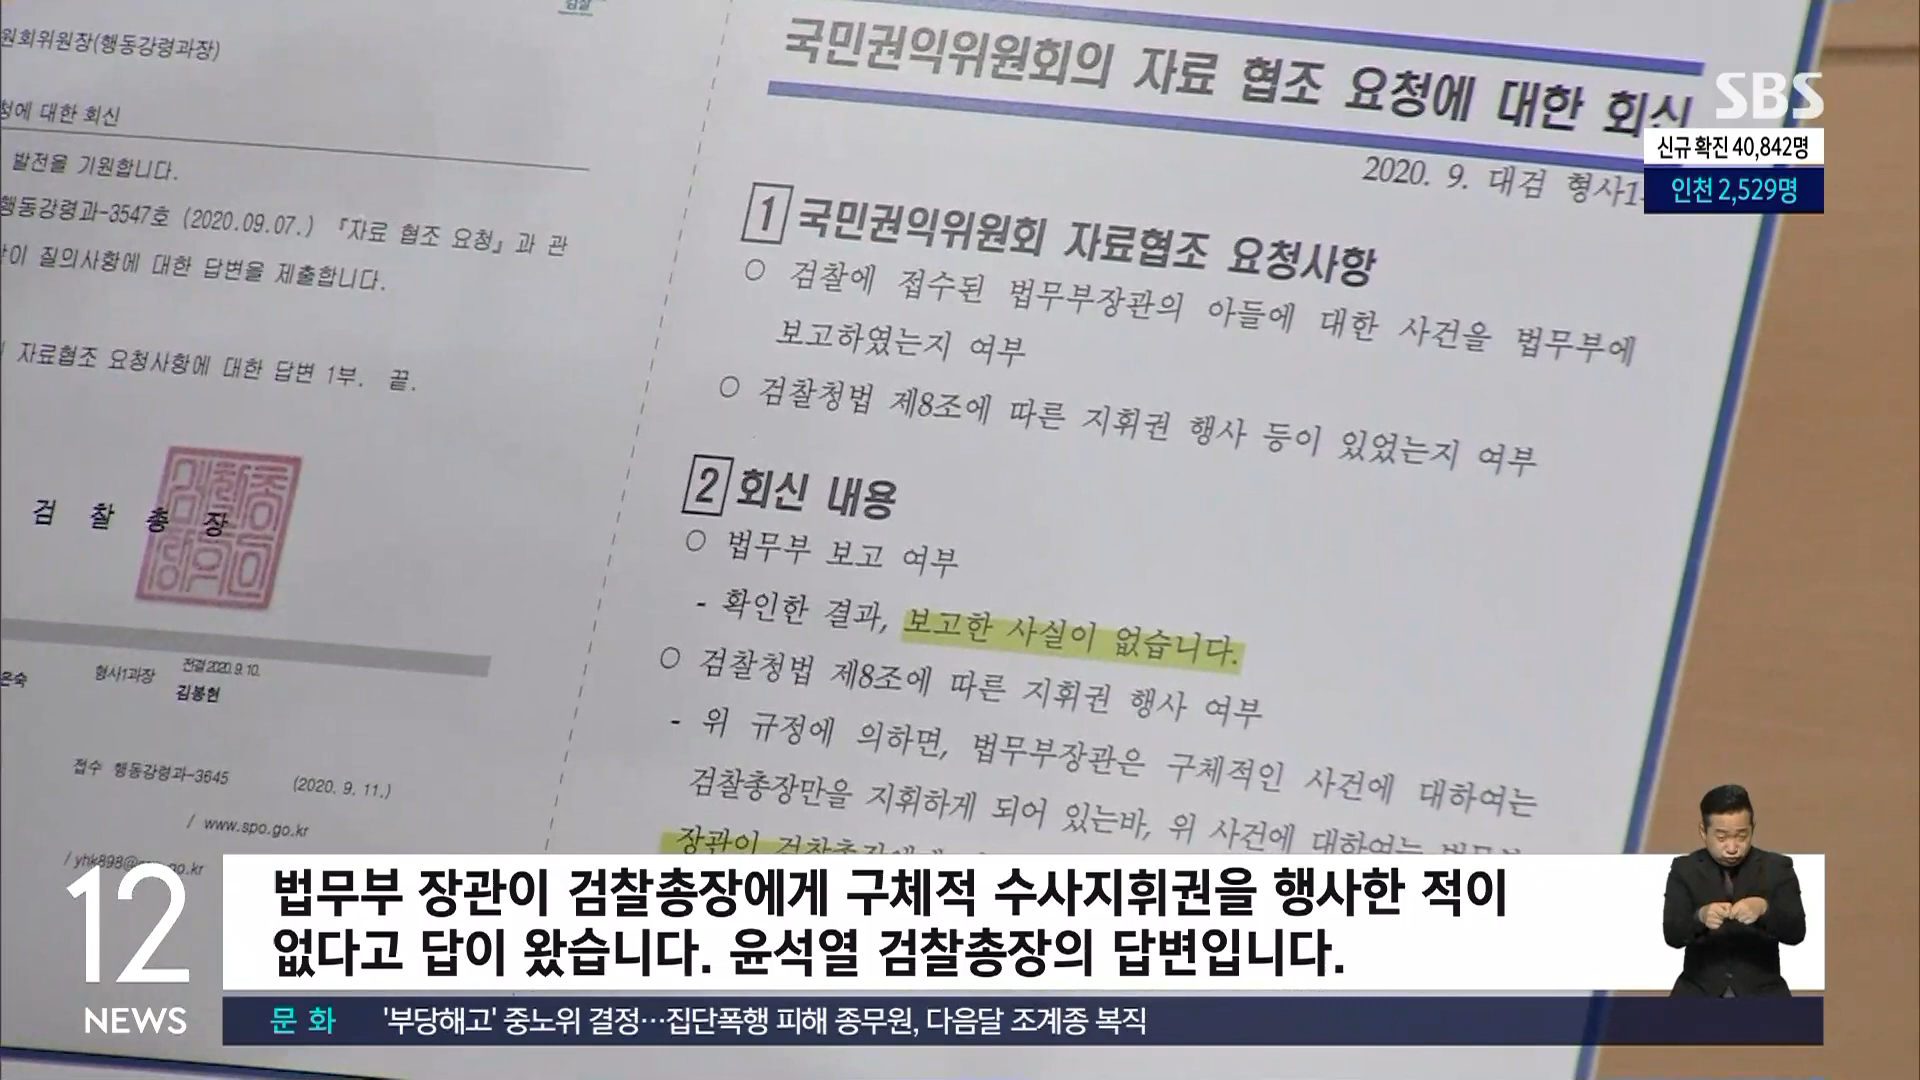 원회위원장(행동강령과장)
청에 대한 회신
발전을 기원합니다.
행동강령과-3547호 (2020.09.07.) 『자료 협조 요청』과 관
이 질의사항에 대한 답변을 제출합니다.
자료협조 요청사항에 대한 답변 1부. 끝.
검 찰 총 장
형사1과장
전결 2020.9.10.
김봉현
은숙
접수 행동강령과-3645 (2020. 9. 11.)
/ www.spo.go.kr
국민권익위원회의 자료 협조 요청에 대한 회신
2020. 9. 대검 형사1
1 국민권익위원회 자료협조 요청사항
○ 검찰에 접수된 법무부장관의 아들에 대한 사건을 법무부에
보고하였는지 여부
○ 검찰청법 제8조에 따른 지휘권 행사 등이 있었는지 여부
2 회신 내용
○ 법무부 보고 여부
- 확인한 결과, 보고한 사실이 없습니다.
○ 검찰청법 제8조에 따른 지휘권 행사 여부
- 위 규정에 의하면, 법무부장관은 구체적인 사건에 대하여는
검찰총장만을 지휘하게 되어 있는바, 위 사건에 대하여는
장관이
SBS
신규 확진 40,842명
인천 2,529명
법무부 장관이 검찰총장에게 구체적 수사지휘권을 행사한 적이
없다고 답이 왔습니다. 윤석열 검찰총장의 답변입니다.
12
NEWS
문화 '부당해고' 중노위 결정…집단폭행 피해 종무원, 다음달 조계종 복직